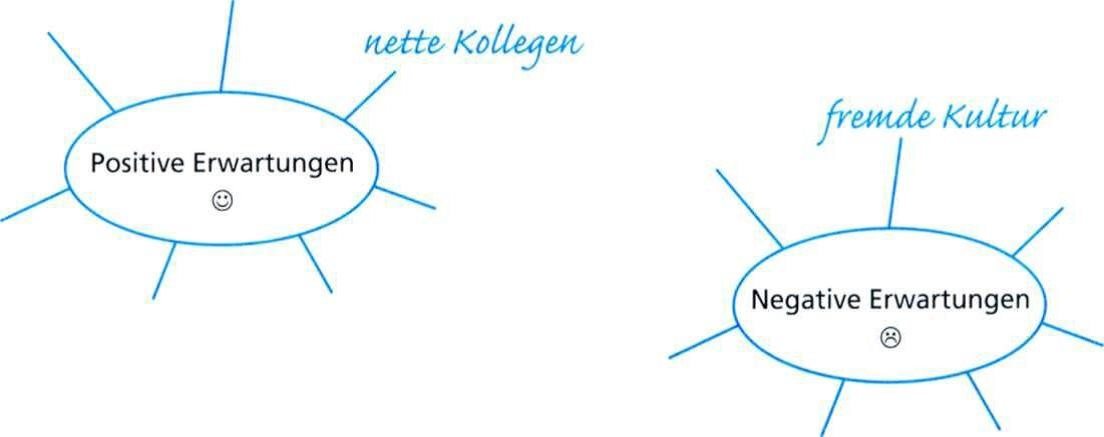 nette Kollegen
Positive Erwartungen
☺
fremde Kultur
Negative Erwartungen
☹